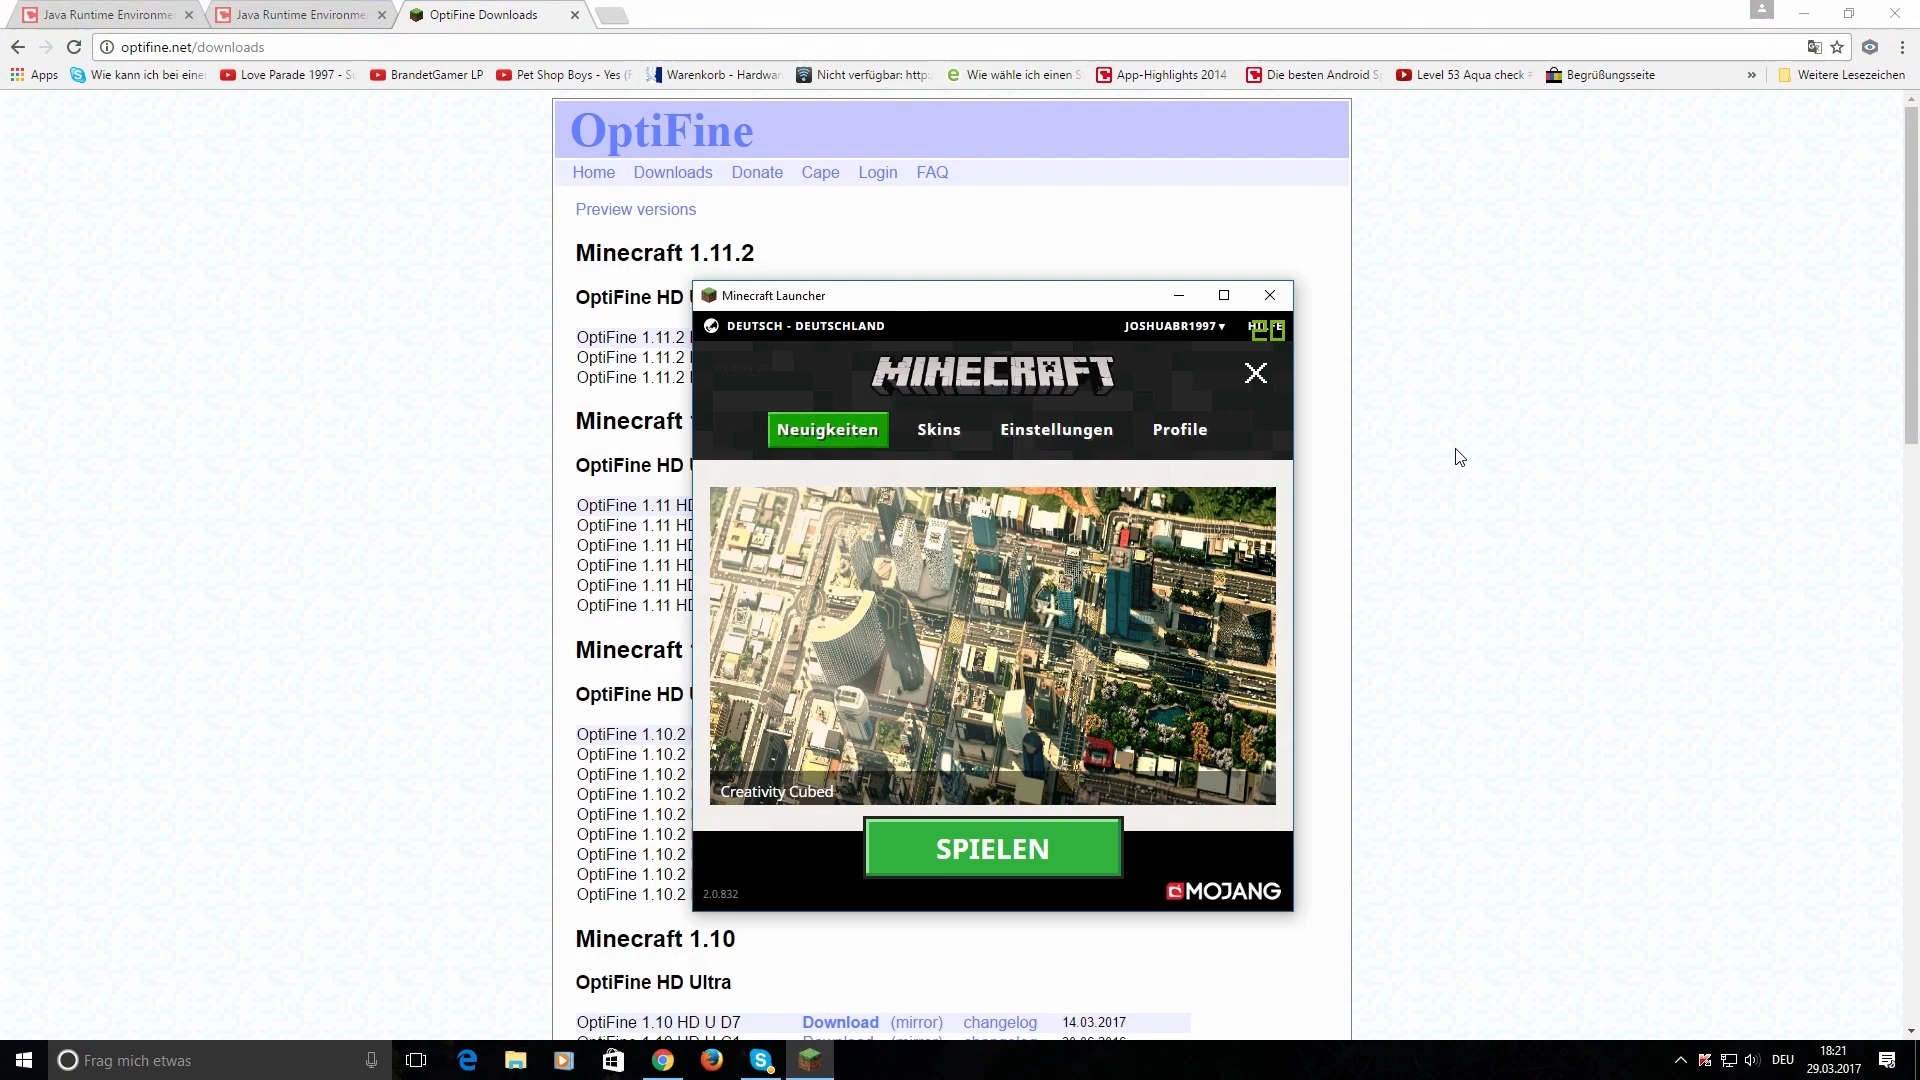 Java Runtime Environme
Java Runtime Environme
OptiFine Downloads
optifine.net/downloads
Apps
Wie kann ich bei eine
Love Parade 1997 - Su
BrandetGamer LP
Pet Shop Boys - Yes (F
Warenkorb - Hardwar
Nicht verfügbar: http:
Wie wähle ich einen S
App-Highlights 2014
Die besten Android Sp
Level 53 Aqua check
Begrüßungsseite
»
Weitere Lesezeichen
OptiFine
Home Downloads Donate Cape Login FAQ
Preview versions
Minecraft 1.11.2
OptiFine HD U
OptiFine 1.11.2
OptiFine 1.11.2
OptiFine 1.11.2
Minecraft
OptiFine HD U
OptiFine 1.11 HD
OptiFine 1.11 HD
OptiFine 1.11 HD
OptiFine 1.11 HD
OptiFine 1.11 HD
OptiFine 1.11 HD
Minecraft
OptiFine HD U
OptiFine 1.10.2
OptiFine 1.10.2
OptiFine 1.10.2
OptiFine 1.10.2
OptiFine 1.10.2
OptiFine 1.10.2
OptiFine 1.10.2
OptiFine 1.10.2
OptiFine 1.10.2
Minecraft 1.10
OptiFine HD Ultra
OptiFine 1.10 HD U D7 Download (mirror) changelog 14.03.2017
Minecraft Launcher
DEUTSCH - DEUTSCHLAND
JOSHUABR1997▾
HILFE
20
MINECRAFT
Neuigkeiten Skins Einstellungen Profile
Creativity Cubed
SPIELEN
2.0.832
MOJANG
Frag mich etwas
DEU
18:21
29.03.2017